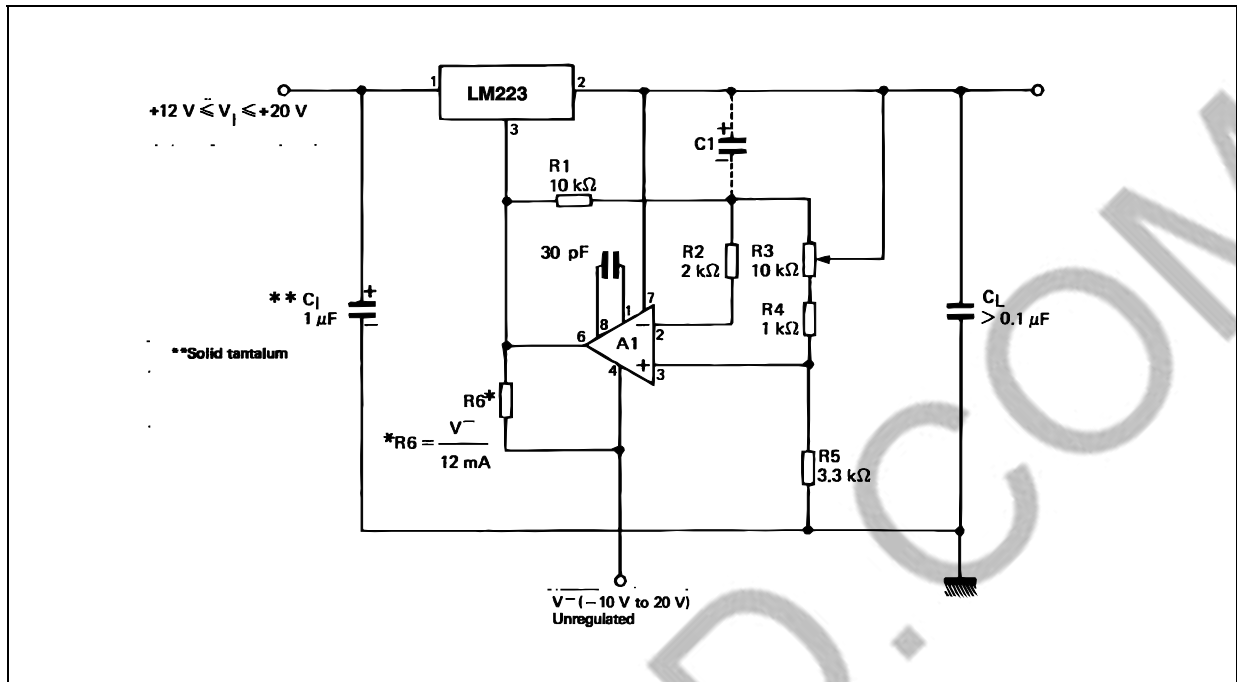 1
LM223
2
3
+12 V ≤ V_I ≤ +20 V
C1
+
−
R1
10 kΩ
30 pF
R2
2 kΩ
R3
10 kΩ
R4
1 kΩ
** C_I
1 μF
+
−
C_L
> 0.1 μF
8
1
7
6
A1
−
2
4
+
3
**Solid tantalum
R6*
*R6 = V⁻ / 12 mA
R5
3.3 kΩ
V⁻ (−10 V to 20 V)
Unregulated
D.COM